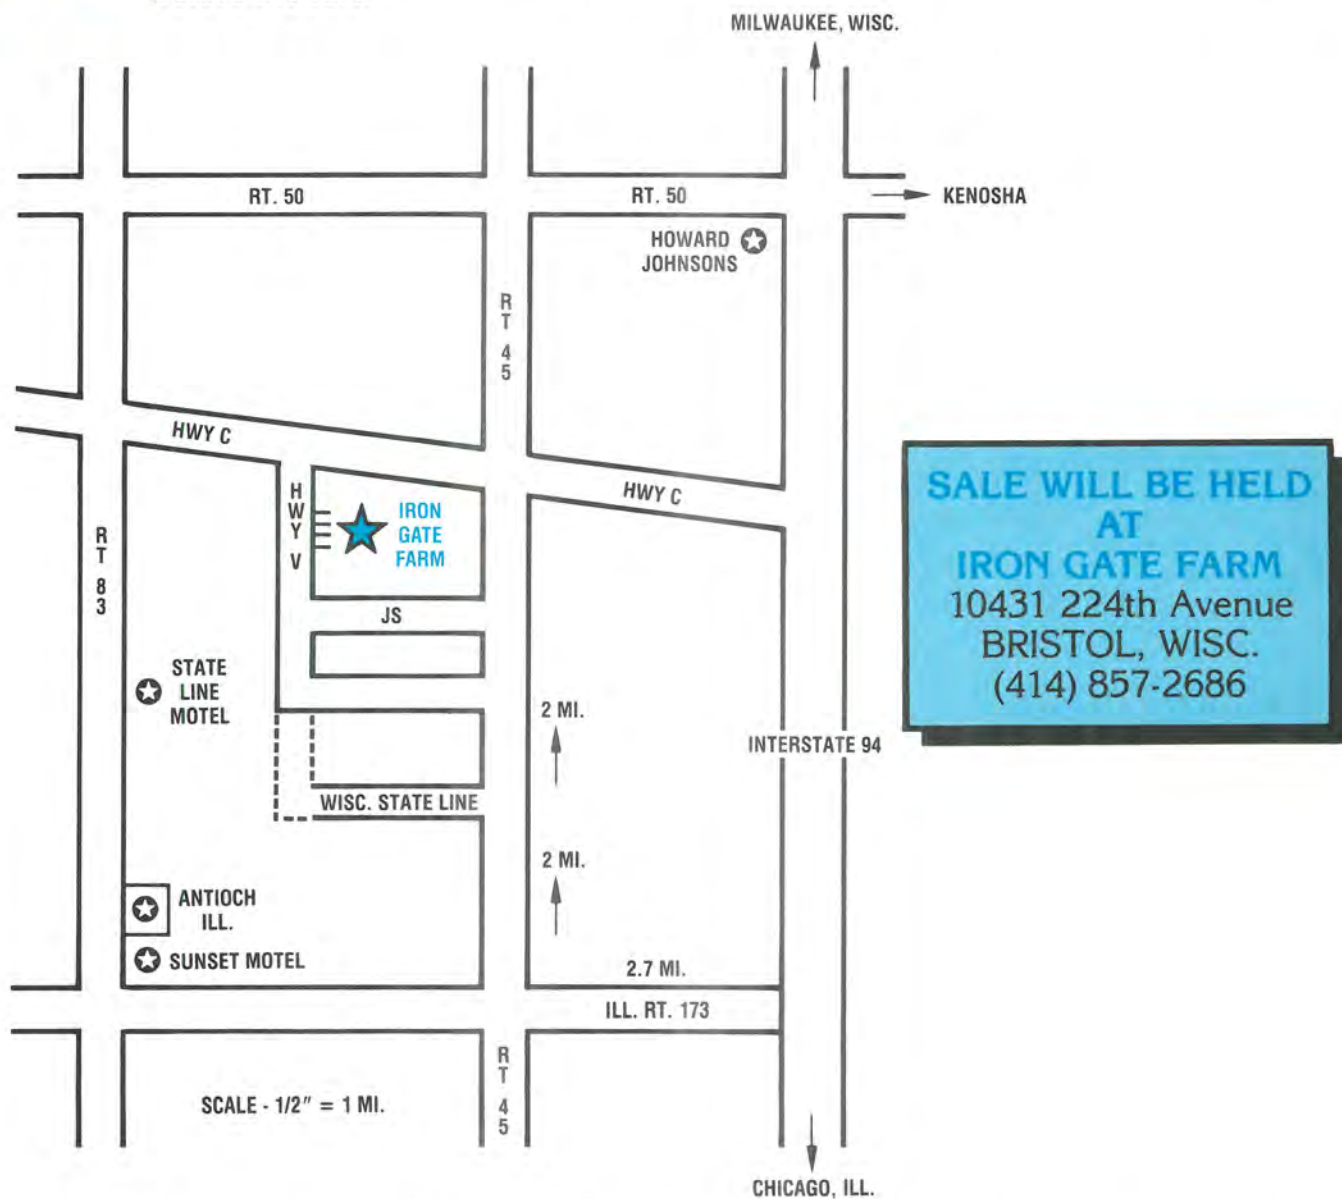 MILWAUKEE, WISC.
RT. 50
RT. 50
KENOSHA
HOWARD
JOHNSONS
RT 45
HWY C
HWY C
HWY V
IRON
GATE
FARM
RT 83
JS
STATE
LINE
MOTEL
2 MI.
INTERSTATE 94
WISC. STATE LINE
2 MI.
ANTIOCH
ILL.
SUNSET MOTEL
2.7 MI.
ILL. RT. 173
RT 45
SCALE - 1/2" = 1 MI.
CHICAGO, ILL.
SALE WILL BE HELD
AT
IRON GATE FARM
10431 224th Avenue
BRISTOL, WISC.
(414) 857-2686